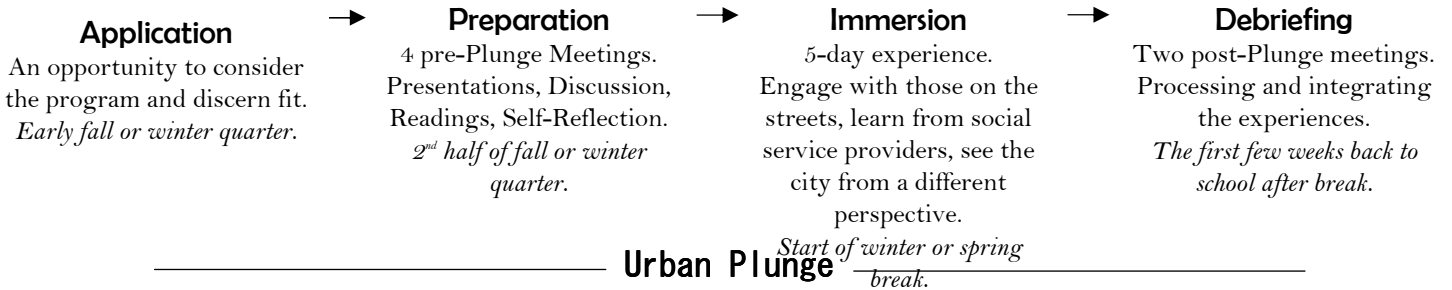 Application
An opportunity to consider
the program and discern fit.
Early fall or winter quarter.
Preparation
4 pre-Plunge Meetings.
Presentations, Discussion,
Readings, Self-Reflection.
2nd half of fall or winter
quarter.
Immersion
5-day experience.
Engage with those on the
streets, learn from social
service providers, see the
city from a different
perspective.
Start of winter or spring
break.
Debriefing
Two post-Plunge meetings.
Processing and integrating
the experiences.
The first few weeks back to
school after break.
Urban Plunge